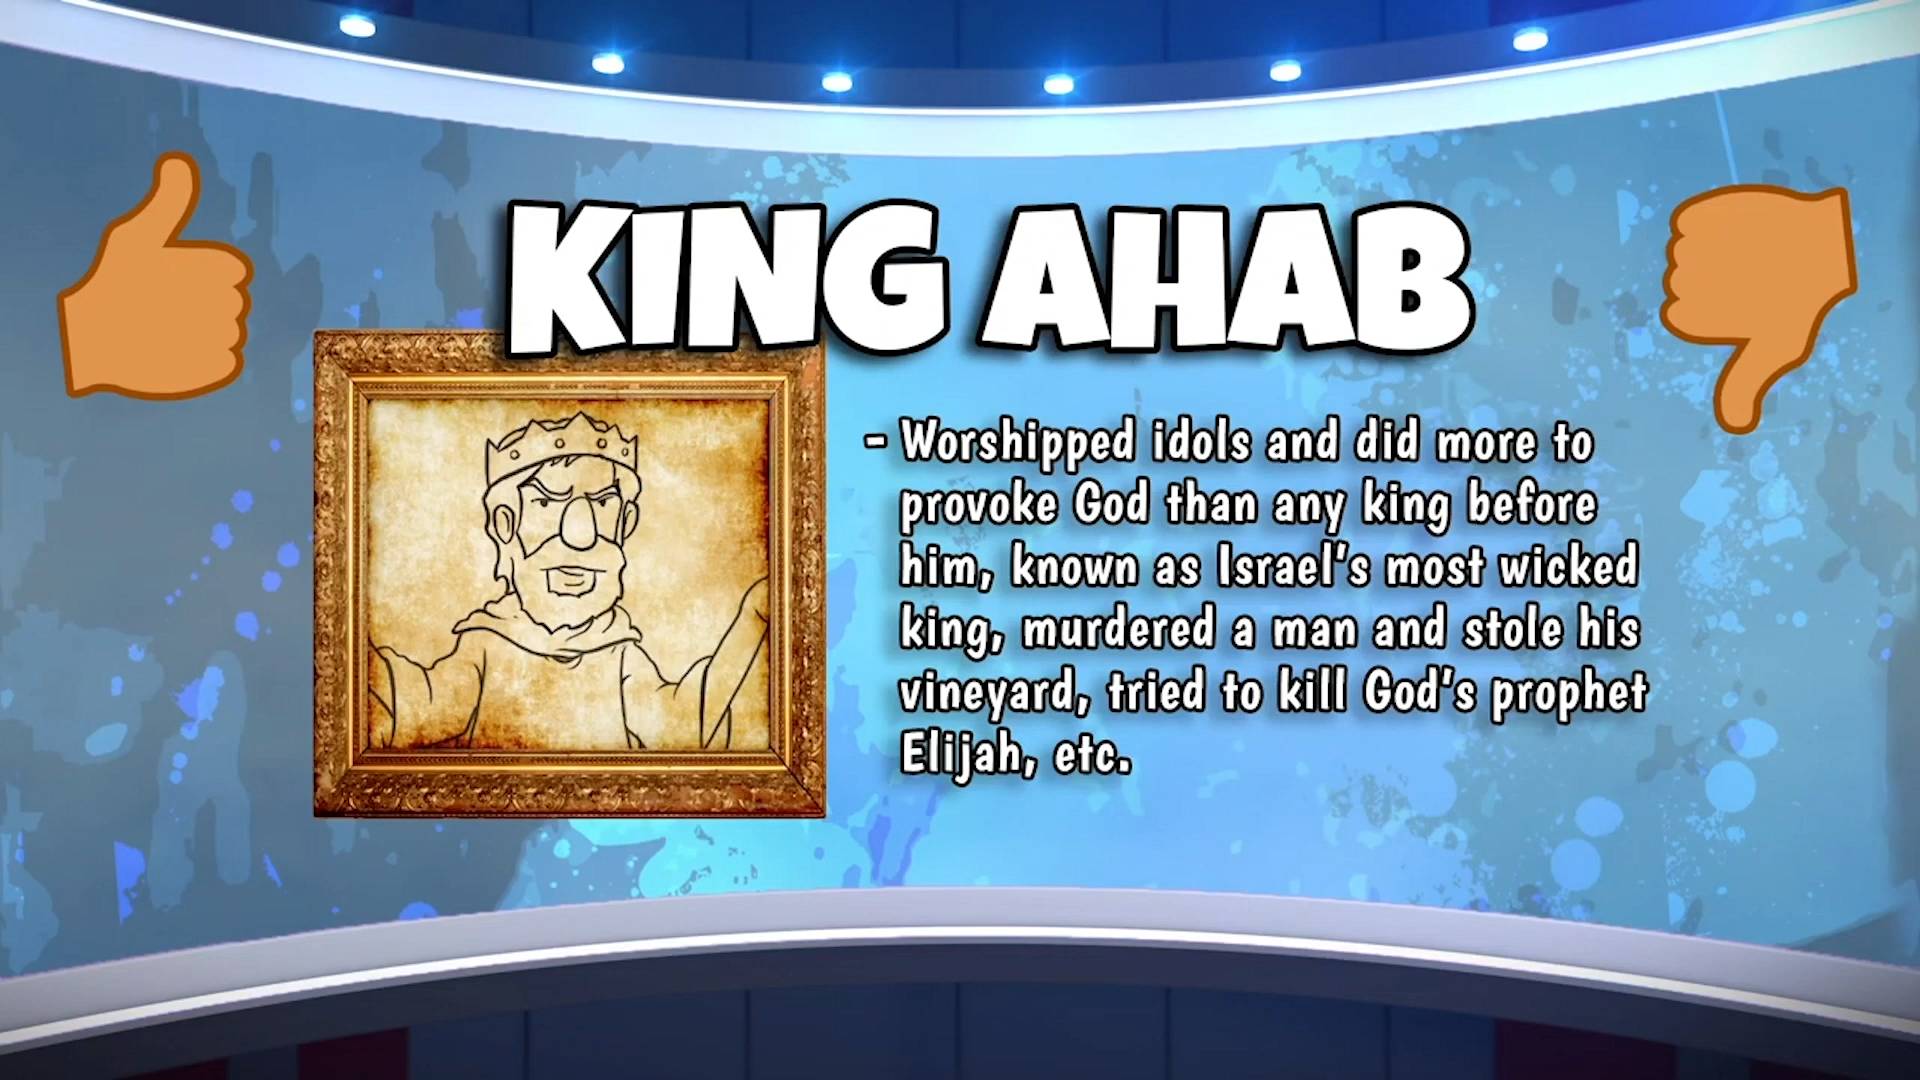 KING AHAB
- Worshipped idols and did more to
provoke God than any king before
him, known as Israel's most wicked
king, murdered a man and stole his
vineyard, tried to kill God's prophet
Elijah, etc.